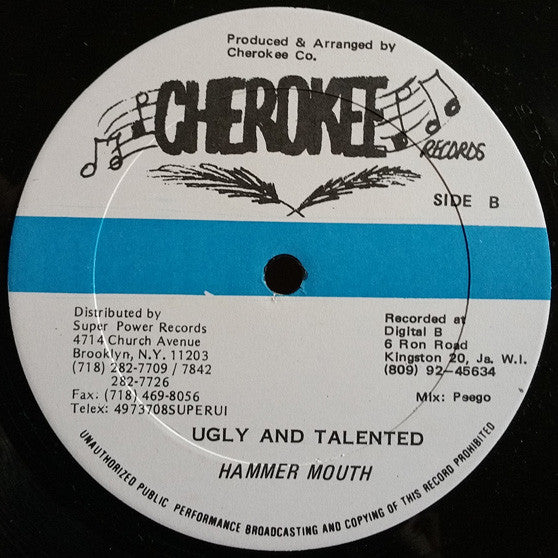 Produced & Arranged by
Cherokee Co.
CHEROKEE
RECORDS
SIDE B
Distributed by
Super Power Records
4714 Church Avenue
Brooklyn, N.Y. 11203
(718) 282-7709 / 7842
282-7726
Fax: (718) 469-8056
Telex: 4973708SUPERUI
Recorded at
Digital B
6 Ron Road
Kingston 20, Ja. W.I.
(809) 92-45634
Mix: Peego
UGLY AND TALENTED
HAMMER MOUTH
UNAUTHORIZED PUBLIC PERFORMANCE BROADCASTING AND COPYING OF THIS RECORD PROHIBITED